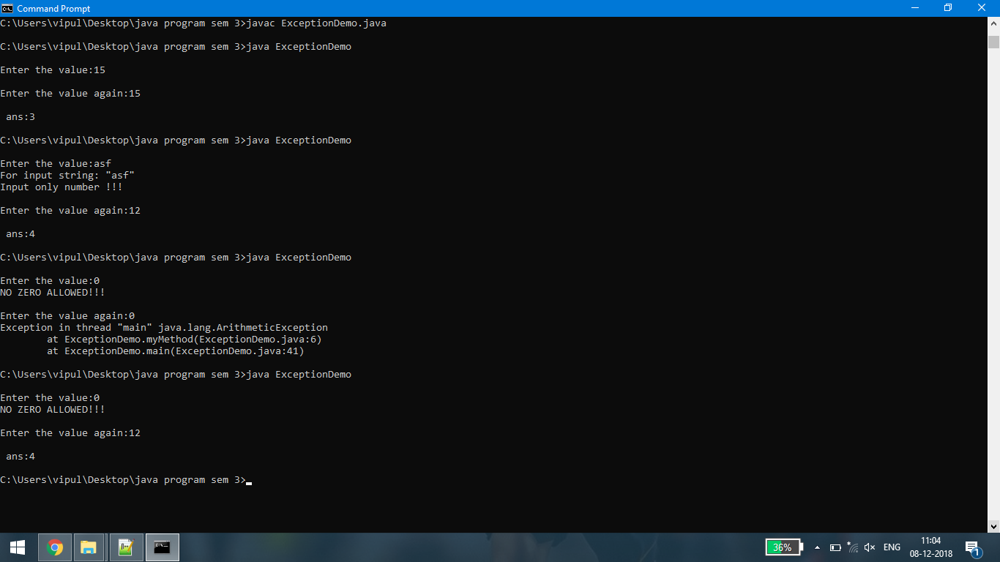 Command Prompt
C:\Users\vipul\Desktop\java program sem 3>javac ExceptionDemo.java
C:\Users\vipul\Desktop\java program sem 3>java ExceptionDemo
Enter the value:15
Enter the value again:15
 ans:3
C:\Users\vipul\Desktop\java program sem 3>java ExceptionDemo
Enter the value:asf
For input string: "asf"
Input only number !!!
Enter the value again:12
 ans:4
C:\Users\vipul\Desktop\java program sem 3>java ExceptionDemo
Enter the value:0
NO ZERO ALLOWED!!!
Enter the value again:0
Exception in thread "main" java.lang.ArithmeticException
        at ExceptionDemo.myMethod(ExceptionDemo.java:6)
        at ExceptionDemo.main(ExceptionDemo.java:41)
C:\Users\vipul\Desktop\java program sem 3>java ExceptionDemo
Enter the value:0
NO ZERO ALLOWED!!!
Enter the value again:12
 ans:4
C:\Users\vipul\Desktop\java program sem 3>
36%
ENG
11:04
08-12-2018
1